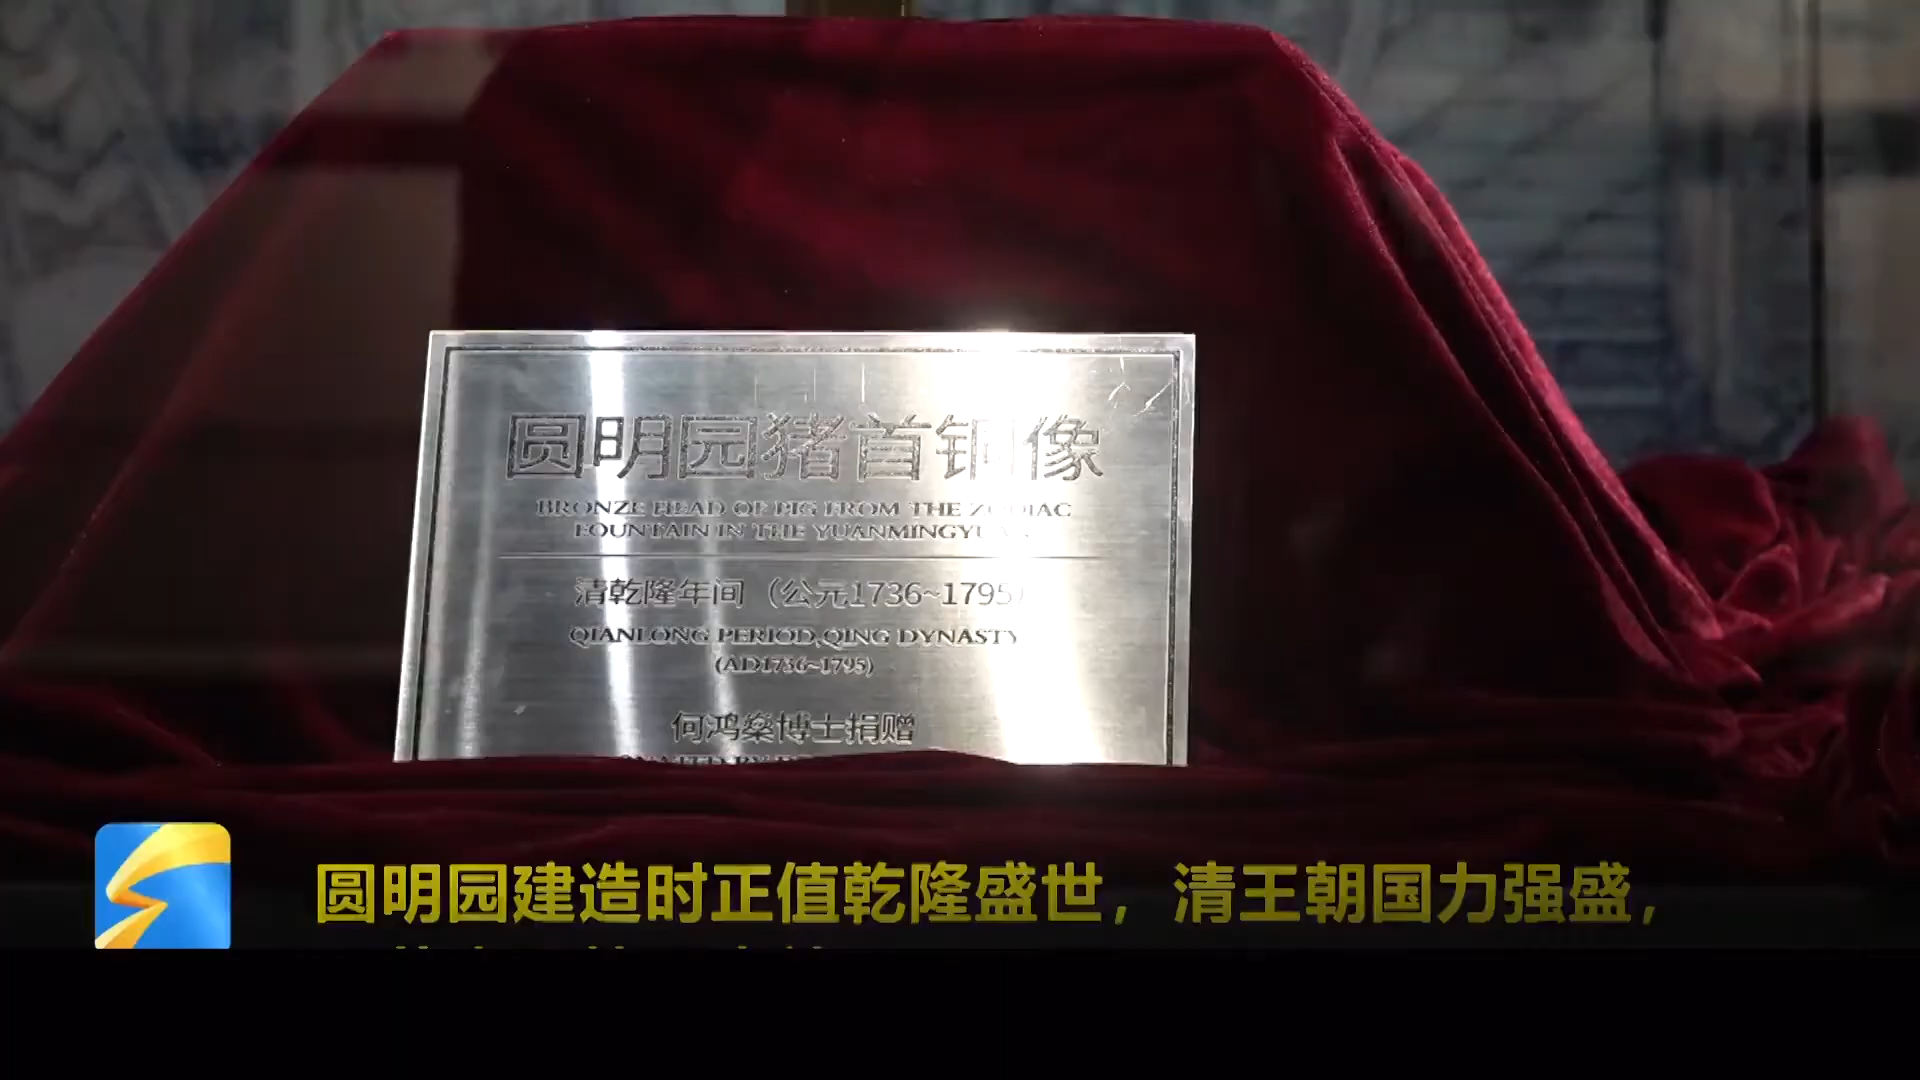 圆明园猪首铜像
BRONZE HEAD OF PIG FROM THE ZODIAC
FOUNTAIN IN THE YUANMINGYUAN
清乾隆年间（公元1736~1795）
QIANLONG PERIOD,QING DYNASTY
(AD1736~1795)
何鸿燊博士捐赠
圆明园建造时正值乾隆盛世，清王朝国力强盛，